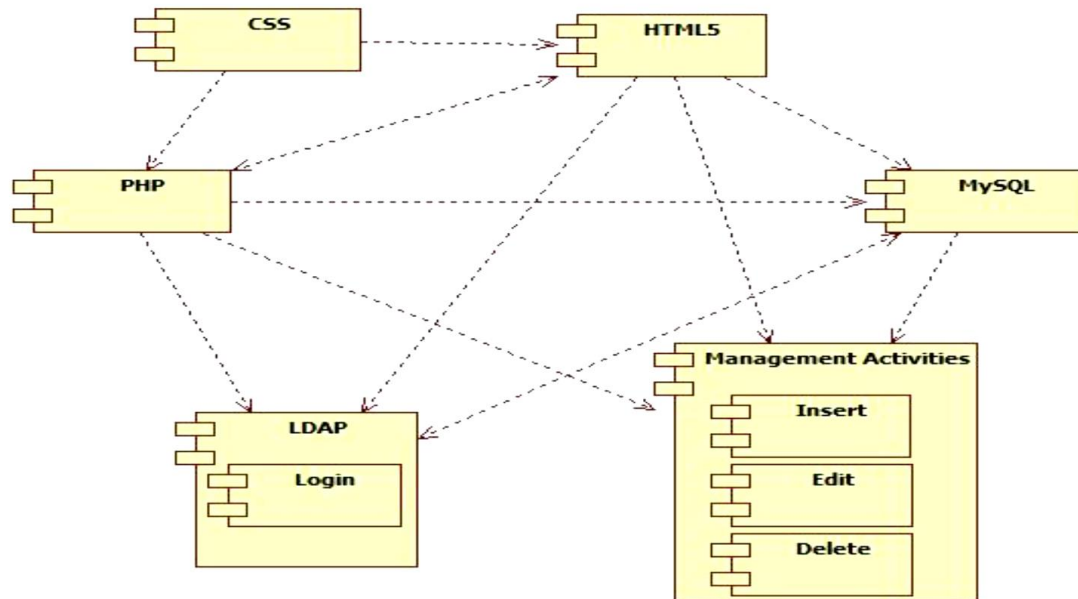 CSS
HTML5
PHP
MySQL
Management Activities
Insert
LDAP
Login
Edit
Delete